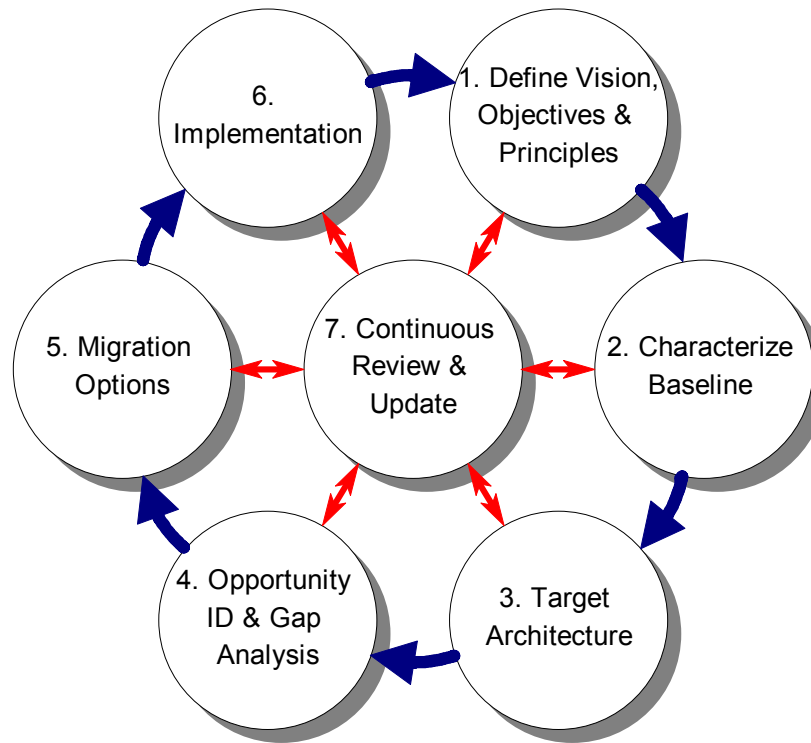 1. Define Vision,
Objectives &
Principles
2. Characterize
Baseline
3. Target
Architecture
4. Opportunity
ID & Gap
Analysis
5. Migration
Options
6.
Implementation
7. Continuous
Review &
Update